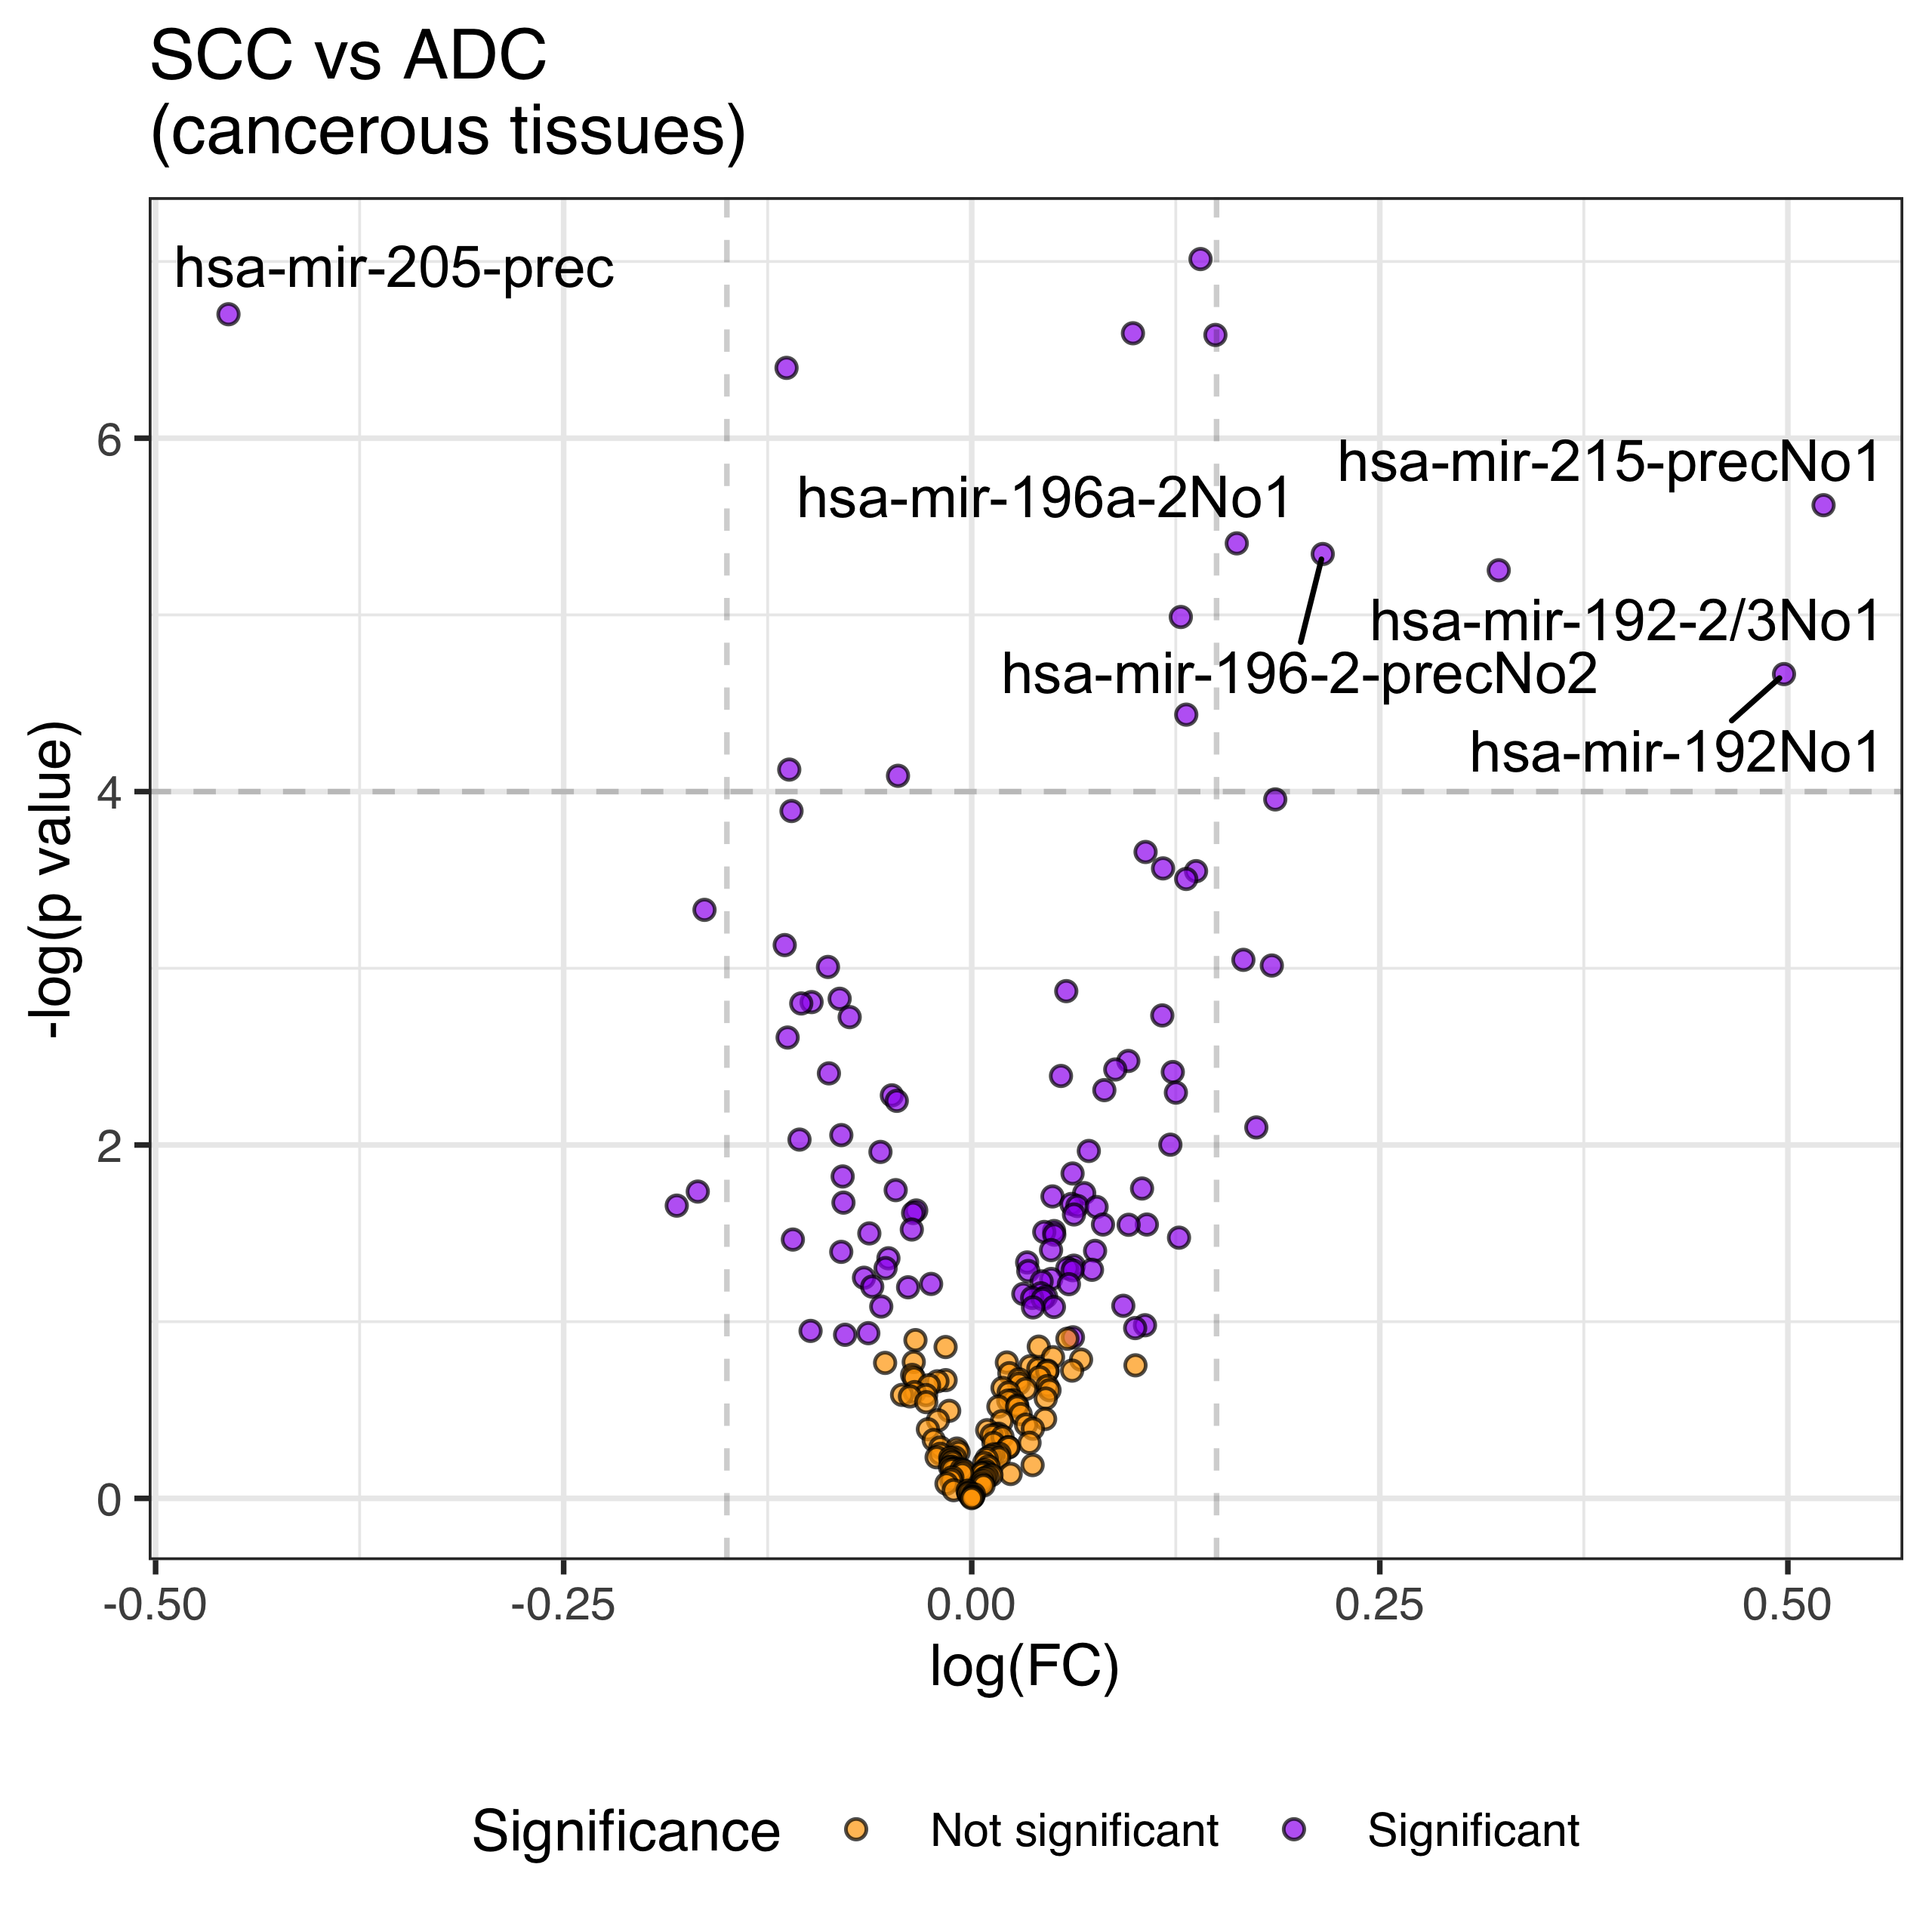 SCC vs ADC
(cancerous tissues)
hsa-mir-205-prec
hsa-mir-215-precNo1
hsa-mir-196a-2No1
hsa-mir-192-2/3No1
hsa-mir-196-2-precNo2
hsa-mir-192No1
-log(p value)
6
4
2
0
-0.50
-0.25
0.00
0.25
0.50
log(FC)
Significance
Not significant
Significant